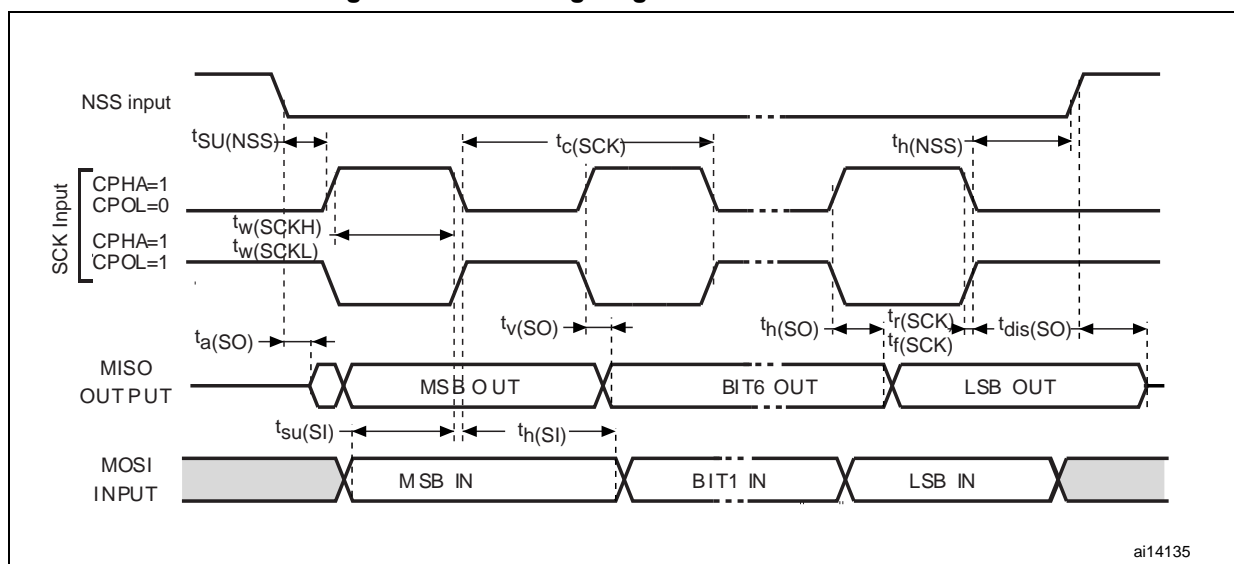 NSS input
tSU(NSS)
tc(SCK)
th(NSS)
SCK Input
CPHA=1
CPOL=0
tw(SCKH)
tw(SCKL)
CPHA=1
CPOL=1
ta(SO)
tv(SO)
th(SO)
tr(SCK)
tf(SCK)
tdis(SO)
MISO
OUTPUT
MSB OUT
BIT6 OUT
LSB OUT
tsu(SI)
th(SI)
MOSI
INPUT
MSB IN
BIT1 IN
LSB IN
ai14135